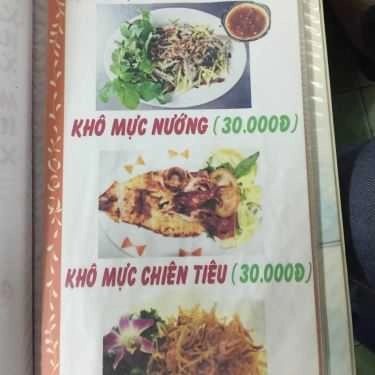 KHÔ MỰC NƯỚNG (30.000Đ)
KHÔ MỰC CHIÊN TIÊU (30.000Đ)